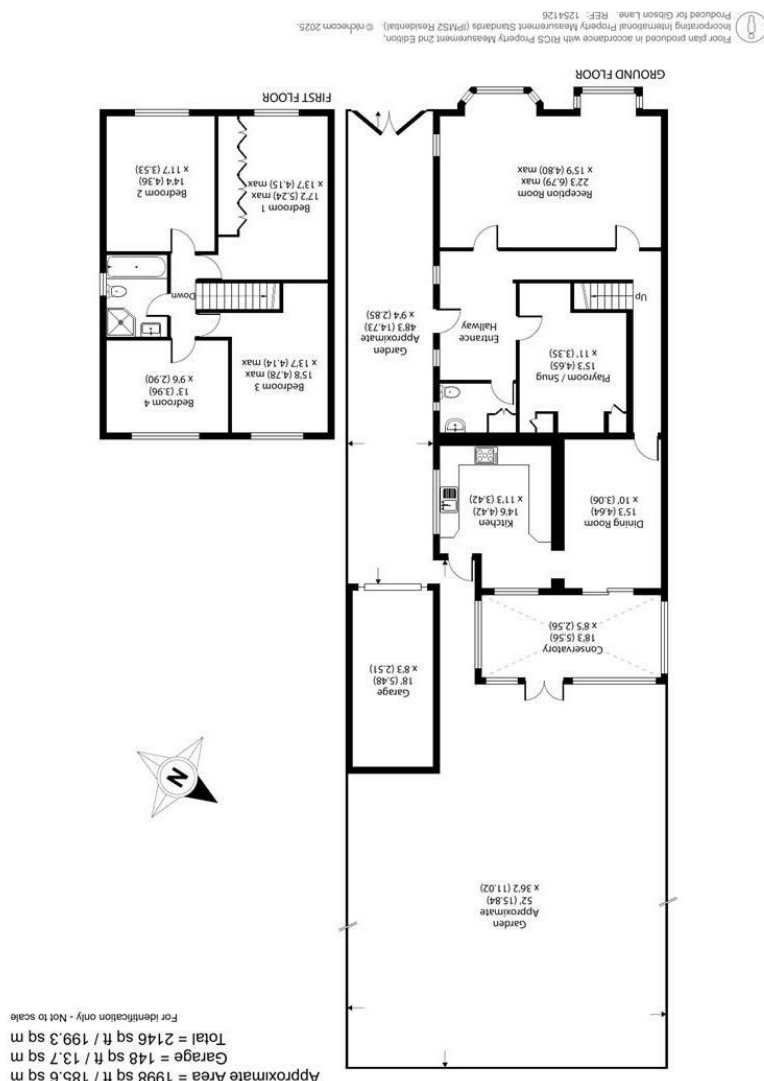 Approximate Area = 1998 sq ft / 185.6 sq m
Garage = 148 sq ft / 13.7 sq m
Total = 2146 sq ft / 199.3 sq m
For identification only - Not to scale
Garden
Approximate
52' (15.84)
x 36'2 (11.02)
N
Garage
18' (5.48)
x 8'3 (2.51)
Conservatory
18'3 (5.56)
x 8'5 (2.56)
Dining Room
15'3 (4.64)
x 10' (3.06)
Kitchen
14'6 (4.42)
x 11'3 (3.42)
Playroom / Snug
15'3 (4.65)
x 11' (3.35)
Entrance
Hallway
Up
Garden
Approximate
48'3 (14.73)
x 9'4 (2.85)
Reception Room
22'3 (6.79) max
x 15'9 (4.80) max
GROUND FLOOR
Bedroom 4
13' (3.96)
x 9'6 (2.90)
Bedroom 3
15'8 (4.78) max
x 13'7 (4.14) max
Down
Bedroom 1
17'2 (5.24) max
x 13'7 (4.15) max
Bedroom 2
14'4 (4.36)
x 11'7 (3.53)
FIRST FLOOR
Floor plan produced in accordance with RICS Property Measurement 2nd Edition,
Incorporating International Property Measurement Standards (IPMS2 Residential). © nichecom 2025.
Produced for Gibson Lane. REF: 1254126